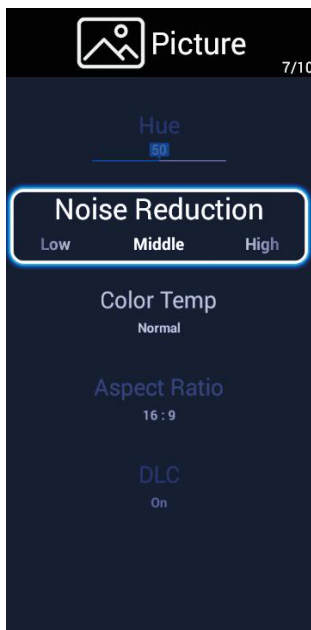 Picture
7/10
Hue
50
Noise Reduction
Low Middle High
Color Temp
Normal
Aspect Ratio
16 : 9
DLC
On